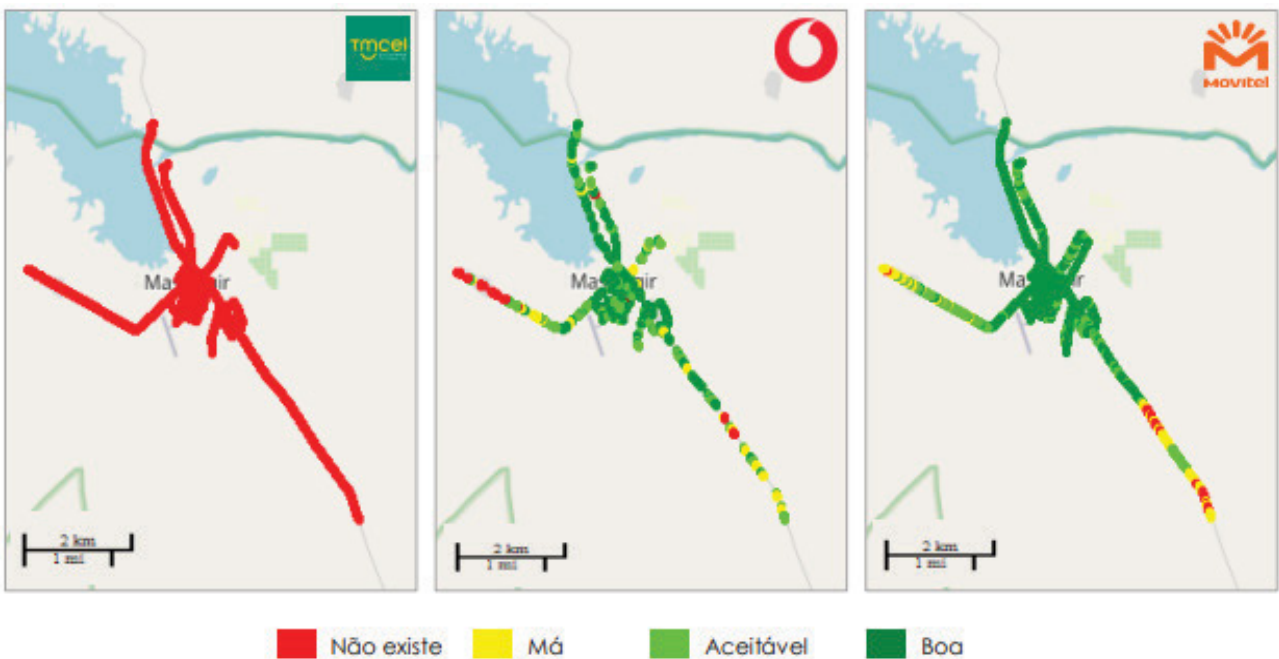 Tmcel
movitel
Ma
ir
Ma
ir
Ma
ir
2 km
1 mi
2 km
1 mi
2 km
1 mi
Não existe
Má
Aceitável
Boa